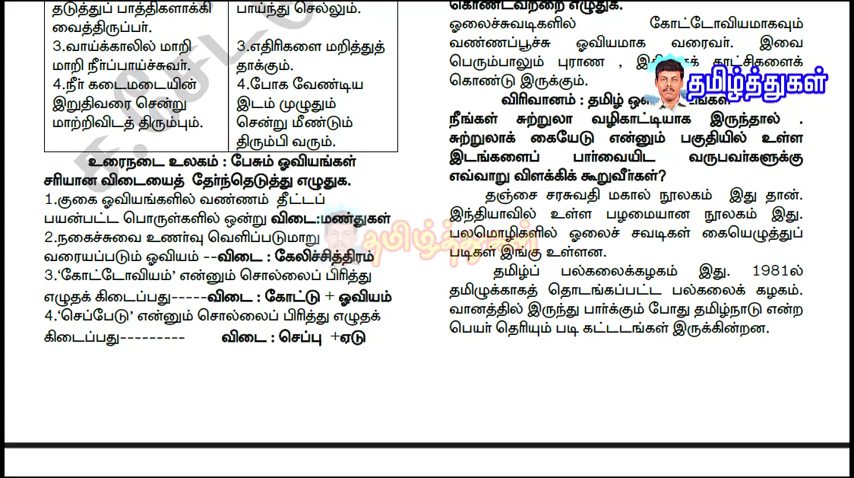 தடுத்துப் பாத்திகளாக்கி
வைத்திருப்பர்.
3.வாய்க்காலில் மாறி
மாறி நீர்ப்பாய்ச்சுவர்.
4.நீர் கடைமடையின்
இறுதிவரை சென்று
மாற்றிவிடத் திரும்பும்.
பாய்ந்து செல்லும்.
3.எதிரிகளை மறித்துத்
தாக்கும்.
4.போக வேண்டிய
இடம் முழுதும்
சென்று மீண்டும்
திரும்பி வரும்.
உரைநடை உலகம் : பேசும் ஓவியங்கள்
சரியான விடையைத் தேர்ந்தெடுத்து எழுதுக.
1.குகை ஓவியங்களில் வண்ணம் தீட்டப்
பயன்பட்ட பொருள்களில் ஒன்று விடை:மண்துகள்
2.நகைச்சுவை உணர்வு வெளிப்படுமாறு
வரையப்படும் ஓவியம் --விடை : கேலிச்சித்திரம்
3.‘கோட்டோவியம்’ என்னும் சொல்லைப் பிரித்து
எழுதக் கிடைப்பது-----விடை : கோட்டு + ஓவியம்
4.‘செப்பேடு’ என்னும் சொல்லைப் பிரித்து எழுதக்
கிடைப்பது--------- விடை : செப்பு +ஏடு
கொண்டவற்றை எழுதுக.
ஓலைச்சுவடிகளில் கோட்டோவியமாகவும்
வண்ணப்பூச்சு ஓவியமாக வரைவர். இவை
பெரும்பாலும் புராண , காட்சிகளைக்
கொண்டு இருக்கும்.
விரிவானம் : தமிழ்
நீங்கள் சுற்றுலா வழிகாட்டியாக இருந்தால் .
சுற்றுலாக் கையேடு என்னும் பகுதியில் உள்ள
இடங்களைப் பார்வையிட வருபவர்களுக்கு
எவ்வாறு விளக்கிக் கூறுவீர்கள்?
தஞ்சை சரசுவதி மகால் நூலகம் இது தான்.
இந்தியாவில் உள்ள பழமையான நூலகம் இது.
பலமொழிகளில் ஓலைச் சவடிகள் கையெழுத்துப்
படிகள் இங்கு உள்ளன.
தமிழ்ப் பல்கலைக்கழகம் இது. 1981ல்
தமிழுக்காகத் தொடங்கப்பட்ட பல்கலைக் கழகம்.
வானத்தில் இருந்து பார்க்கும் போது தமிழ்நாடு என்ற
பெயர் தெரியும் படி கட்டடங்கள் இருக்கின்றன.
தமிழ்த்துகள்
தமிழ்த்துகள்